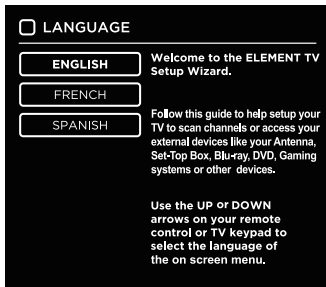 LANGUAGE
ENGLISH
FRENCH
SPANISH
Welcome to the ELEMENT TV
Setup Wizard.
Follow this guide to help setup your
TV to scan channels or access your
external devices like your Antenna,
Set-Top Box, Blu-ray, DVD, Gaming
systems or other devices.
Use the UP or DOWN
arrows on your remote
control or TV keypad to
select the language of
the on screen menu.